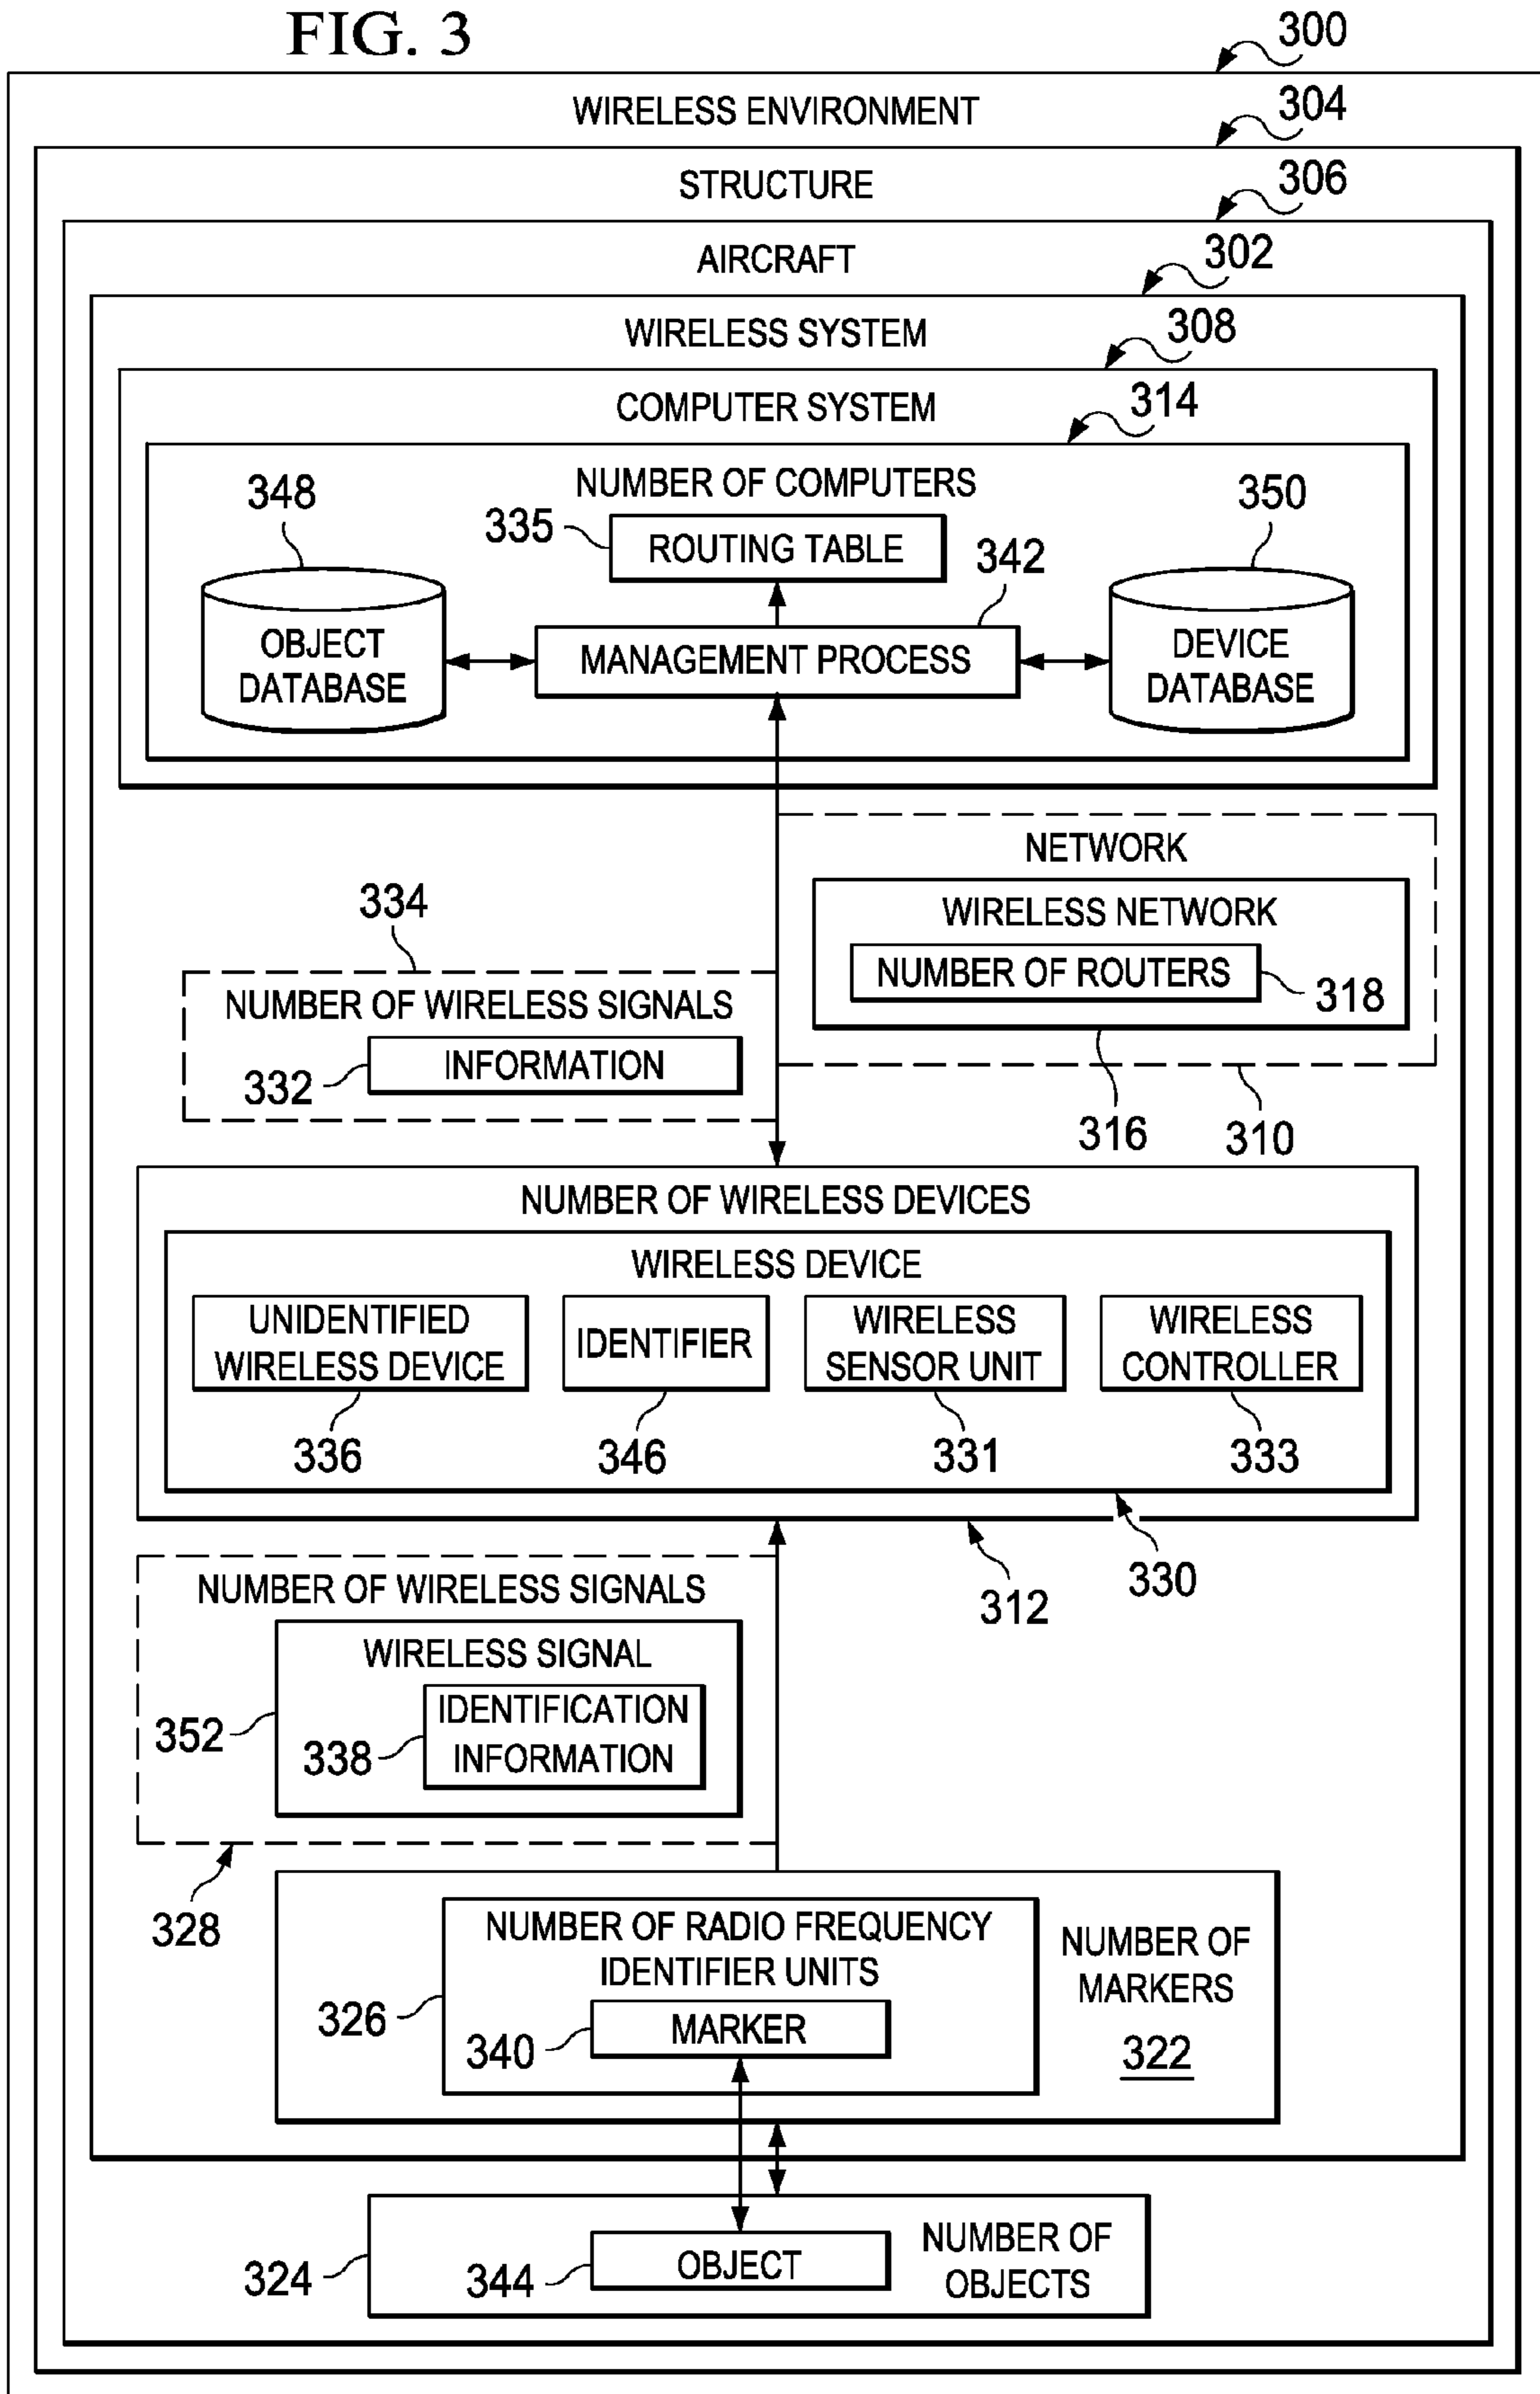 FIG. 3
300
WIRELESS ENVIRONMENT
304
STRUCTURE
306
AIRCRAFT
302
WIRELESS SYSTEM
308
COMPUTER SYSTEM
314
NUMBER OF COMPUTERS
348
335
ROUTING TABLE
342
350
OBJECT
DATABASE
MANAGEMENT PROCESS
DEVICE
DATABASE
NETWORK
WIRELESS NETWORK
NUMBER OF ROUTERS
318
316
310
334
NUMBER OF WIRELESS SIGNALS
332
INFORMATION
NUMBER OF WIRELESS DEVICES
WIRELESS DEVICE
UNIDENTIFIED
WIRELESS DEVICE
IDENTIFIER
WIRELESS
SENSOR UNIT
WIRELESS
CONTROLLER
336
346
331
333
330
312
NUMBER OF WIRELESS SIGNALS
WIRELESS SIGNAL
352
338
IDENTIFICATION
INFORMATION
328
NUMBER OF RADIO FREQUENCY
IDENTIFIER UNITS
326
340
MARKER
NUMBER OF
MARKERS
322
324
344
OBJECT
NUMBER OF
OBJECTS